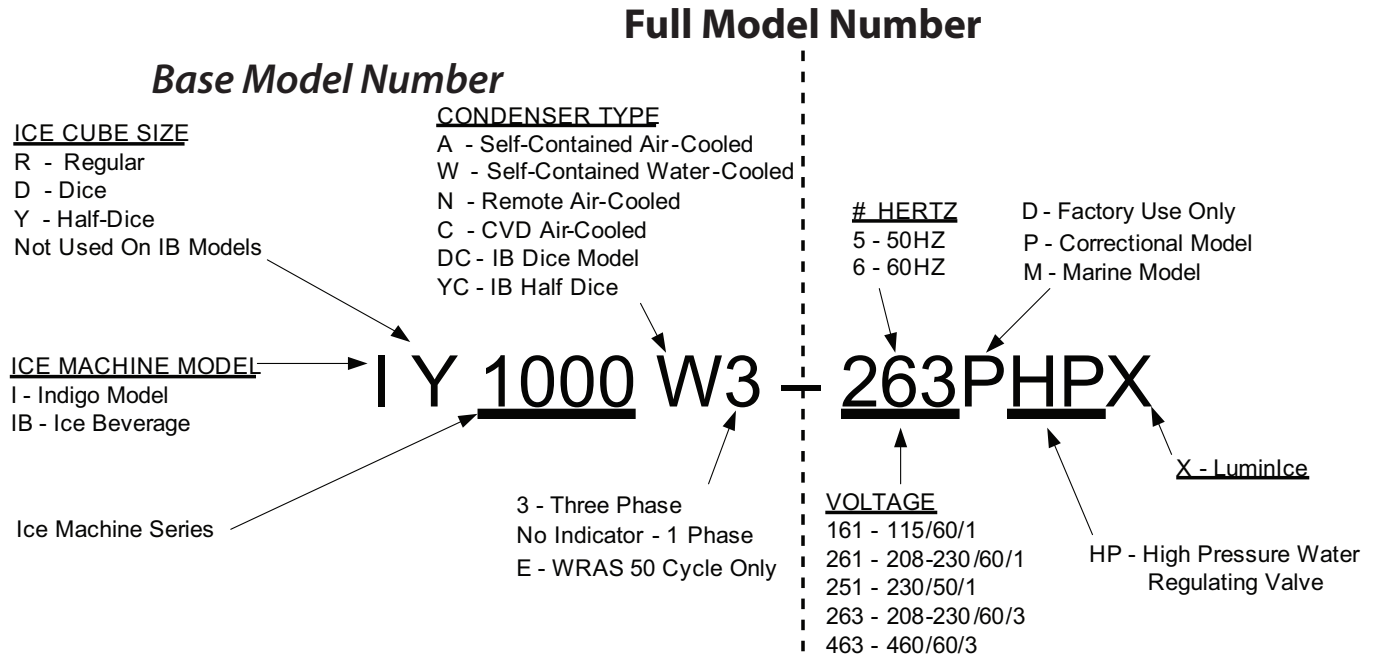 Full Model Number
Base Model Number
ICE CUBE SIZE
R - Regular
D - Dice
Y - Half-Dice
Not Used On IB Models
CONDENSER TYPE
A - Self-Contained Air-Cooled
W - Self-Contained Water-Cooled
N - Remote Air-Cooled
C - CVD Air-Cooled
DC - IB Dice Model
YC - IB Half Dice
# HERTZ
5 - 50HZ
6 - 60HZ
D - Factory Use Only
P - Correctional Model
M - Marine Model
ICE MACHINE MODEL
I - Indigo Model
IB - Ice Beverage
I Y 1000 W3 – 263PHPX
Ice Machine Series
3 - Three Phase
No Indicator - 1 Phase
E - WRAS 50 Cycle Only
VOLTAGE
161 - 115/60/1
261 - 208-230/60/1
251 - 230/50/1
263 - 208-230/60/3
463 - 460/60/3
X - LuminIce
HP - High Pressure Water
Regulating Valve